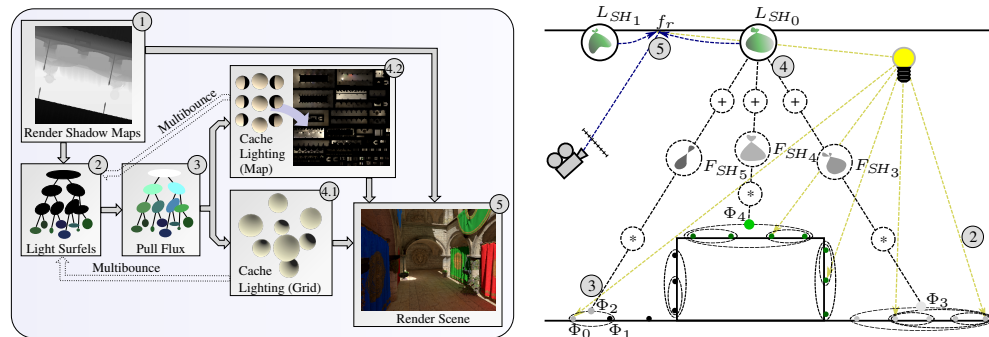 1
Render Shadow Maps
2
Light Surfels
3
Pull Flux
Multibounce
4.2
Cache
Lighting
(Map)
4.1
Cache
Lighting (Grid)
Multibounce
5
Render Scene
L_{SH_1}
f_r
L_{SH_0}
5
4
+
+
+
F_{SH_5}
F_{SH_4}
F_{SH_3}
*
*
*
Φ_4
2
3
Φ_2
Φ_3
Φ_0
Φ_1